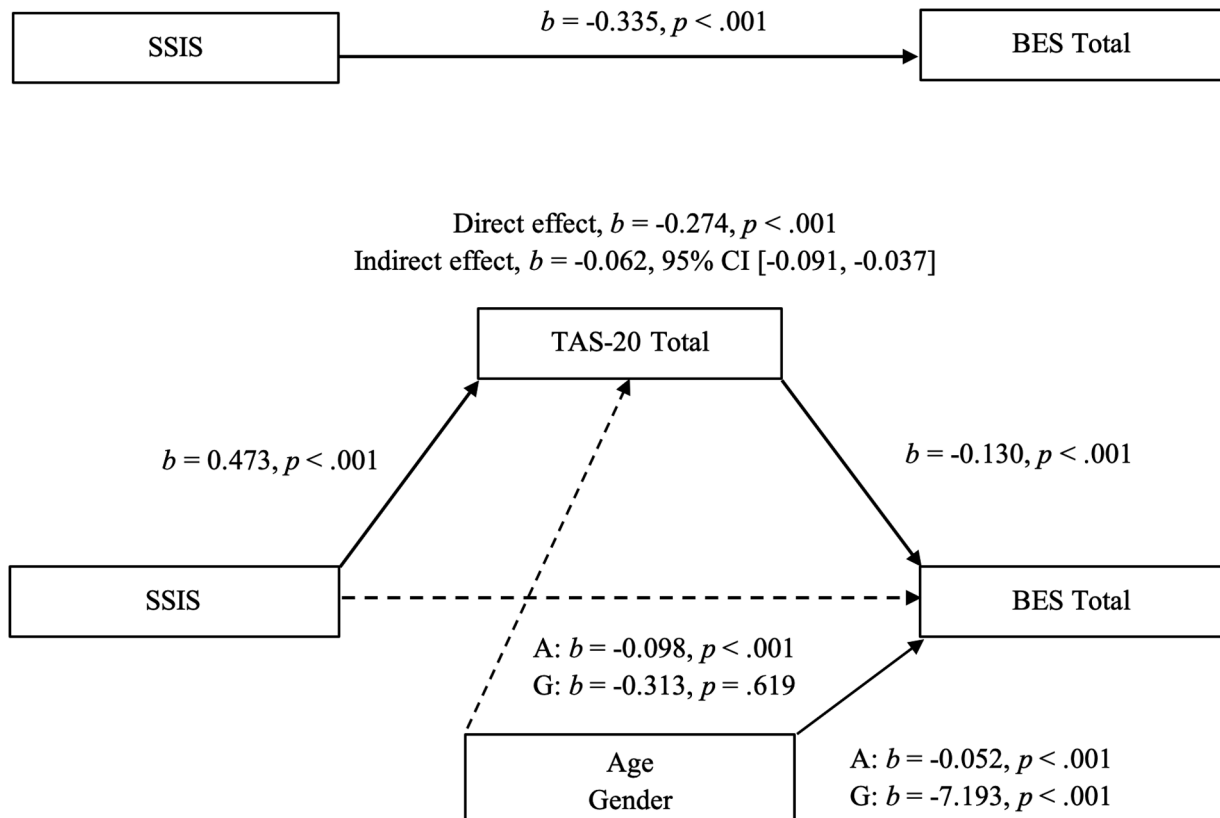 b = -0.335, p < .001
SSIS
BES Total
Direct effect, b = -0.274, p < .001
Indirect effect, b = -0.062, 95% CI [-0.091, -0.037]
TAS-20 Total
b = 0.473, p < .001
b = -0.130, p < .001
SSIS
BES Total
A: b = -0.098, p < .001
G: b = -0.313, p = .619
Age
Gender
A: b = -0.052, p < .001
G: b = -7.193, p < .001